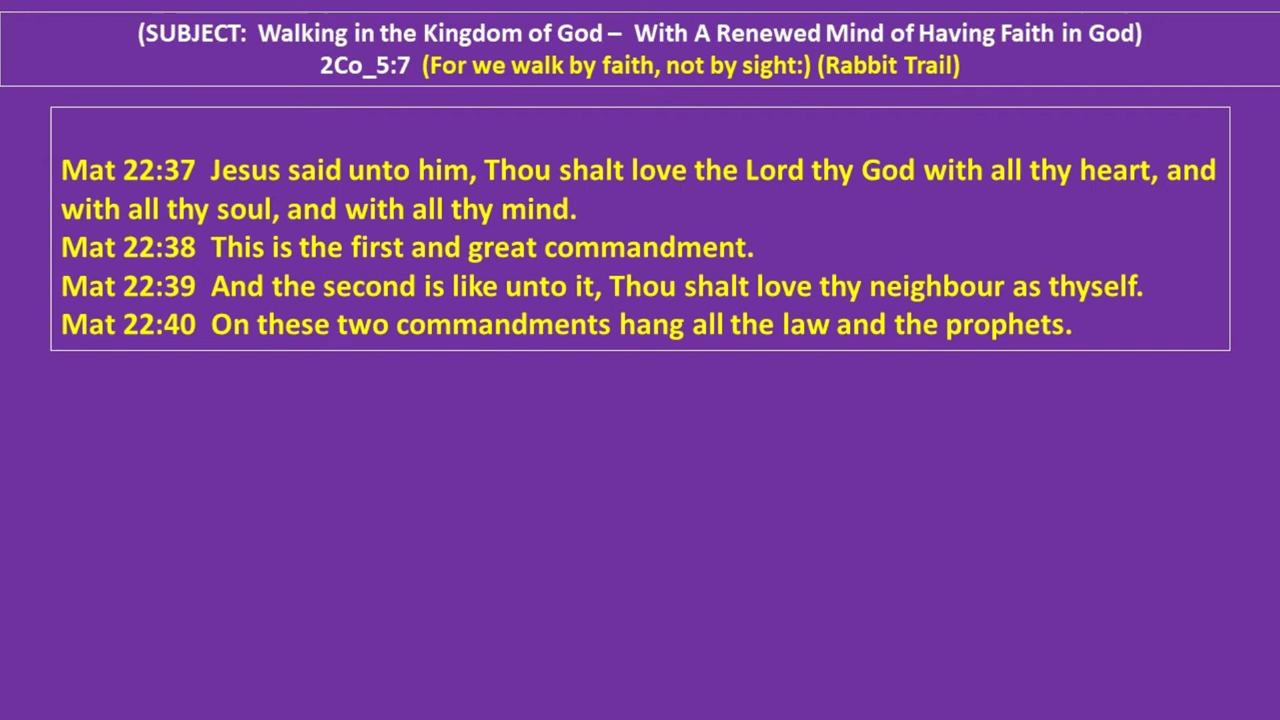 (SUBJECT:  Walking in the Kingdom of God –  With A Renewed Mind of Having Faith in God)
2Co_5:7  (For we walk by faith, not by sight:) (Rabbit Trail)
Mat 22:37  Jesus said unto him, Thou shalt love the Lord thy God with all thy heart, and
with all thy soul, and with all thy mind.
Mat 22:38  This is the first and great commandment.
Mat 22:39  And the second is like unto it, Thou shalt love thy neighbour as thyself.
Mat 22:40  On these two commandments hang all the law and the prophets.